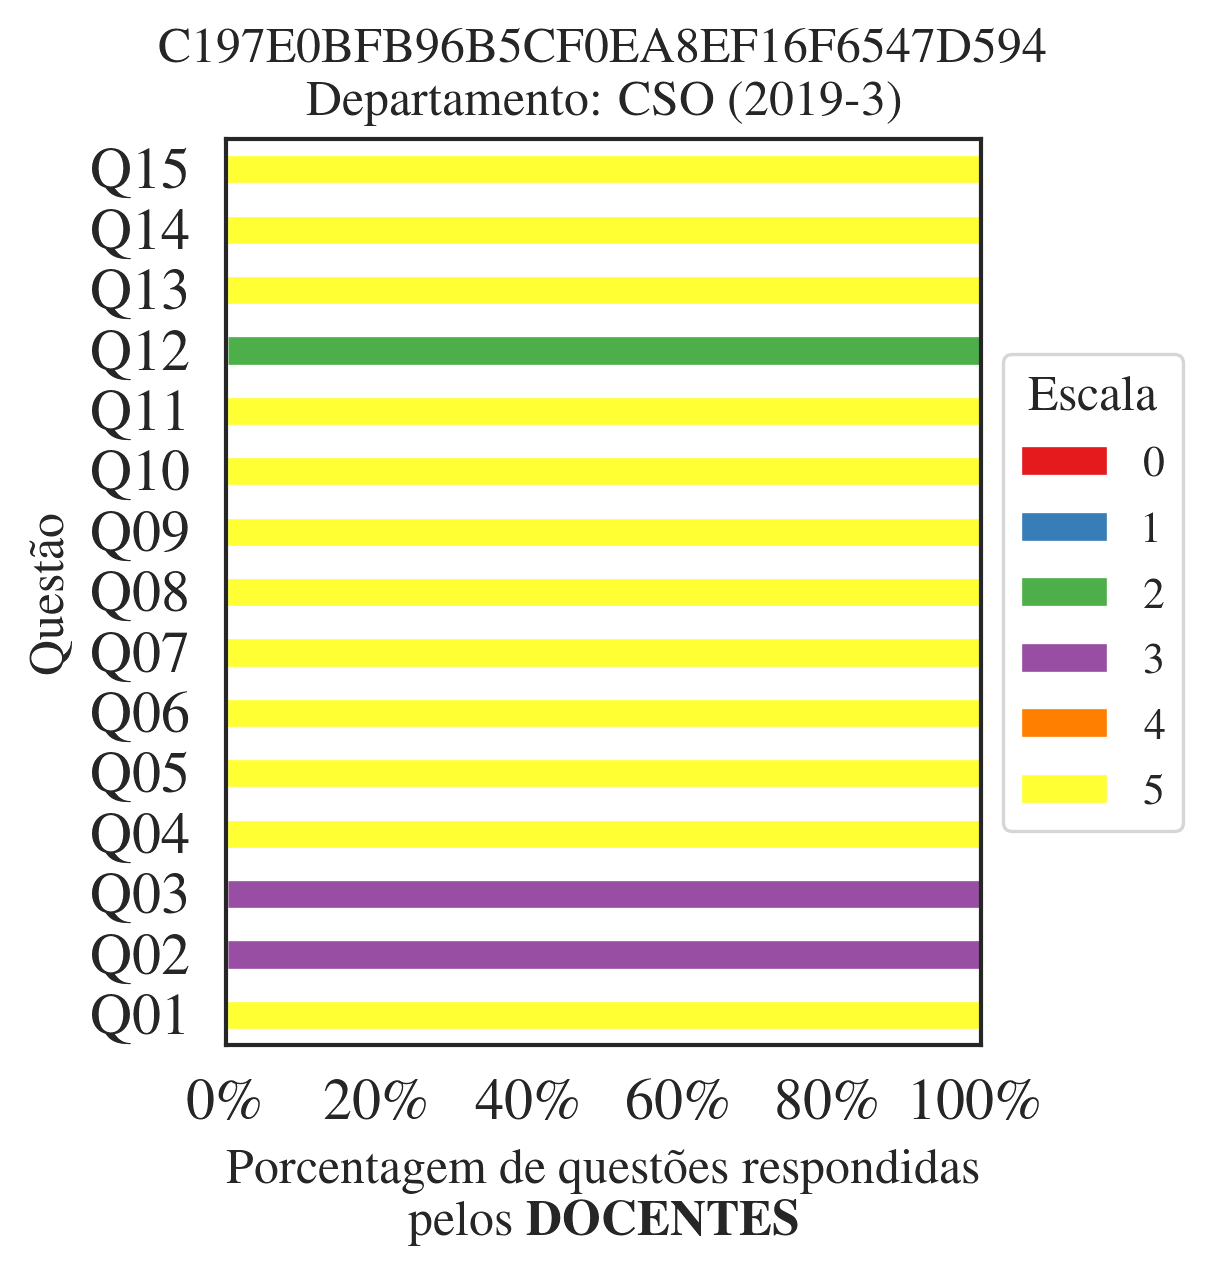 C197E0BFB96B5CF0EA8EF16F6547D594
Departamento: CSO (2019-3)
Q15
Q14
Q13
Q12
Q11
Q10
Q09
Q08
Q07
Q06
Q05
Q04
Q03
Q02
Q01
Questão
0% 20% 40% 60% 80% 100%
Porcentagem de questões respondidas
pelos DOCENTES
Escala
0
1
2
3
4
5